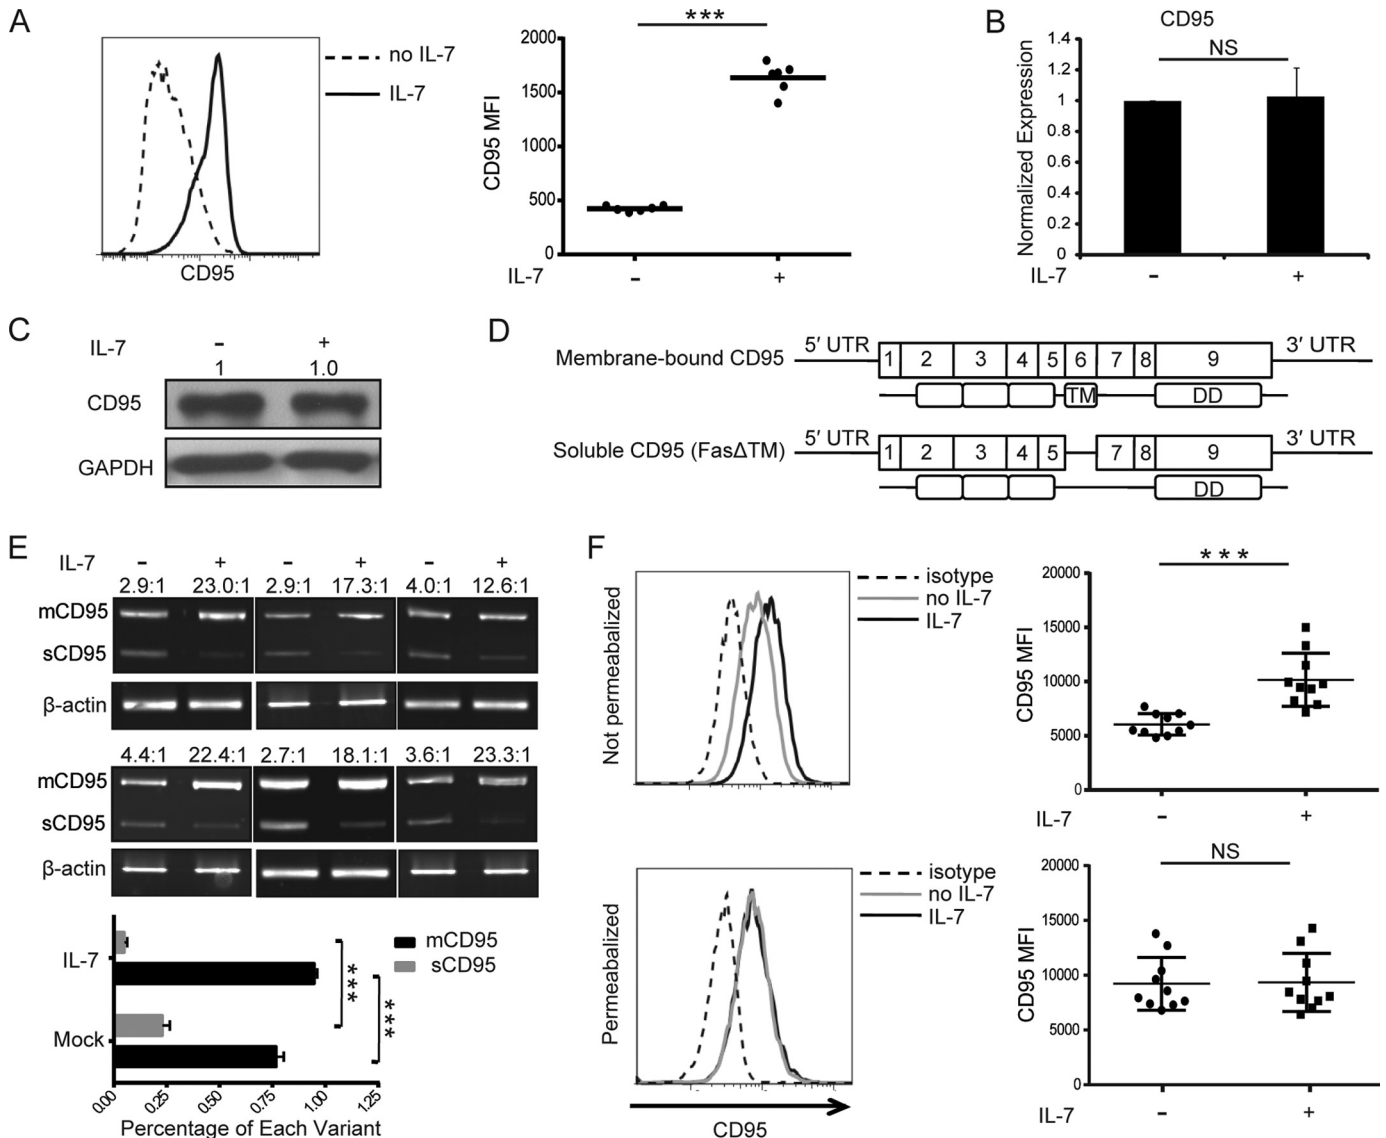 A
no IL-7
IL-7
CD95
***
2000
1500
1000
500
0
CD95 MFI
IL-7
-
+
B
CD95
NS
1.4
1.2
1
0.8
0.6
0.4
0.2
0
Normalized Expression
IL-7
-
+
C
IL-7
-
+
1
1.0
CD95
GAPDH
D
Membrane-bound CD95
5′ UTR
1 2 3 4 5 6 7 8 9
3′ UTR
TM
DD
Soluble CD95 (FasΔTM)
5′ UTR
1 2 3 4 5 7 8 9
3′ UTR
DD
E
IL-7
- + - + - +
2.9:1 23.0:1 2.9:1 17.3:1 4.0:1 12.6:1
mCD95
sCD95
β-actin
4.4:1 22.4:1 2.7:1 18.1:1 3.6:1 23.3:1
mCD95
sCD95
β-actin
mCD95
sCD95
IL-7
Mock
***
***
0.00 0.25 0.50 0.75 1.00 1.25
Percentage of Each Variant
F
Not permeabalized
isotype
no IL-7
IL-7
***
20000
15000
10000
5000
0
CD95 MFI
IL-7
-
+
Permeabalized
isotype
no IL-7
IL-7
CD95
NS
20000
15000
10000
5000
0
CD95 MFI
IL-7
-
+